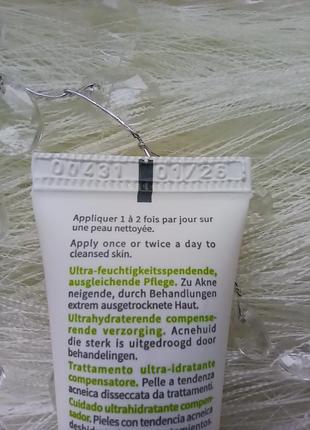 00431 01/26
Appliquer 1 à 2 fois par jour sur
une peau nettoyée.
Apply once or twice a day to
cleansed skin.
Ultra-feuchtigkeitsspendende,
ausgleichende Pflege. Zu Akne
neigende, durch Behandlungen
extrem ausgetrocknete Haut.
Ultrahydraterende compense-
rende verzorging. Acnehuid
die sterk is uitgedroogd door
behandelingen.
Trattamento ultra-idratante
compensatore. Pelle a tendenza
acneica disseccata da trattamenti.
Cuidado ultrahidratante compen-
sador. Pieles con tendencia acneica